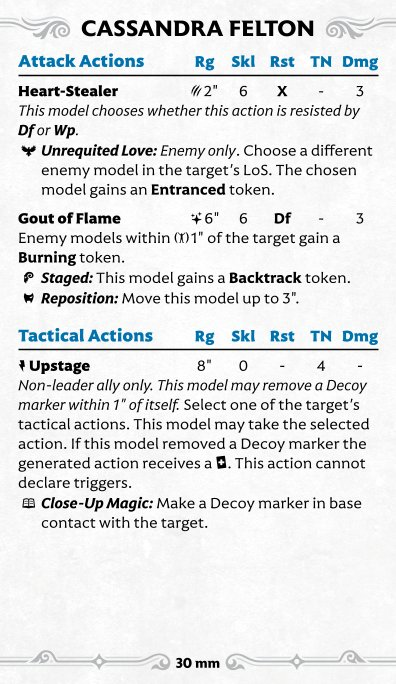 CASSANDRA FELTON
Attack Actions Rg Skl Rst TN Dmg
Heart-Stealer 2" 6 X - 3
This model chooses whether this action is resisted by
Df or Wp.
Unrequited Love: Enemy only. Choose a different
enemy model in the target's LoS. The chosen
model gains an Entranced token.
Gout of Flame 6" 6 Df - 3
Enemy models within 1" of the target gain a
Burning token.
Staged: This model gains a Backtrack token.
Reposition: Move this model up to 3".
Tactical Actions Rg Skl Rst TN Dmg
Upstage 8" 0 - 4 -
Non-leader ally only. This model may remove a Decoy
marker within 1" of itself. Select one of the target's
tactical actions. This model may take the selected
action. If this model removed a Decoy marker the
generated action receives a . This action cannot
declare triggers.
Close-Up Magic: Make a Decoy marker in base
contact with the target.
30 mm